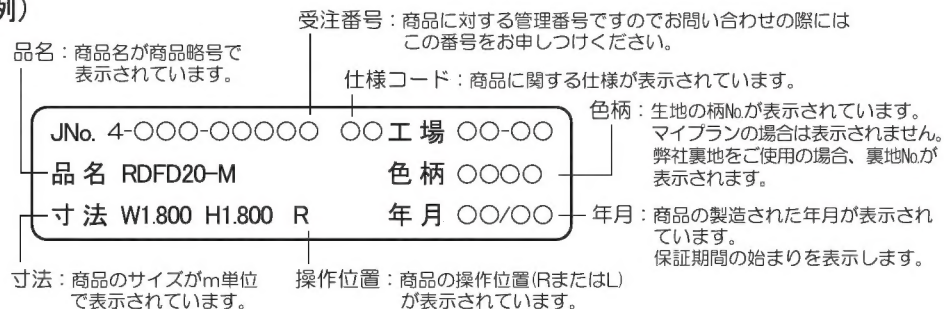 例)
受注番号：商品に対する管理番号ですのでお問い合わせの際には
この番号をお申しつけください。
品名：商品名が商品略号で
表示されています。
仕様コード：商品に関する仕様が表示されています。
色柄：生地の柄№が表示されています。
マイプランの場合は表示されません。
弊社裏地をご使用の場合、裏地№が
表示されます。
JNo. 4-○○○-○○○○○ ○○工場 ○○-○○
品名 RDFD20-M 色柄 ○○○○
寸法 W1.800 H1.800 R 年月 ○○/○○
年月：商品の製造された年月が表示され
ています。
保証期間の始まりを表示します。
寸法：商品のサイズがm単位
で表示されています。
操作位置：商品の操作位置(RまたはL)
が表示されています。